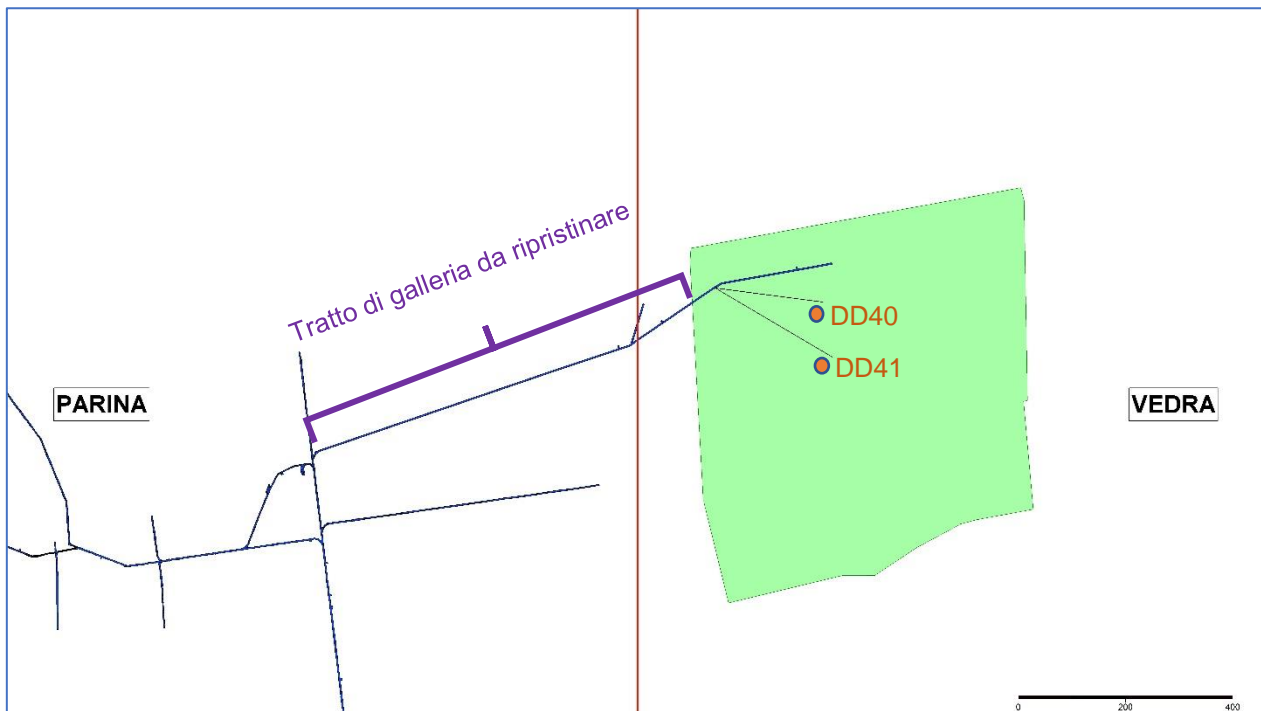 Tratto di galleria da ripristinare
DD40
DD41
PARINA
VEDRA
0 200 400